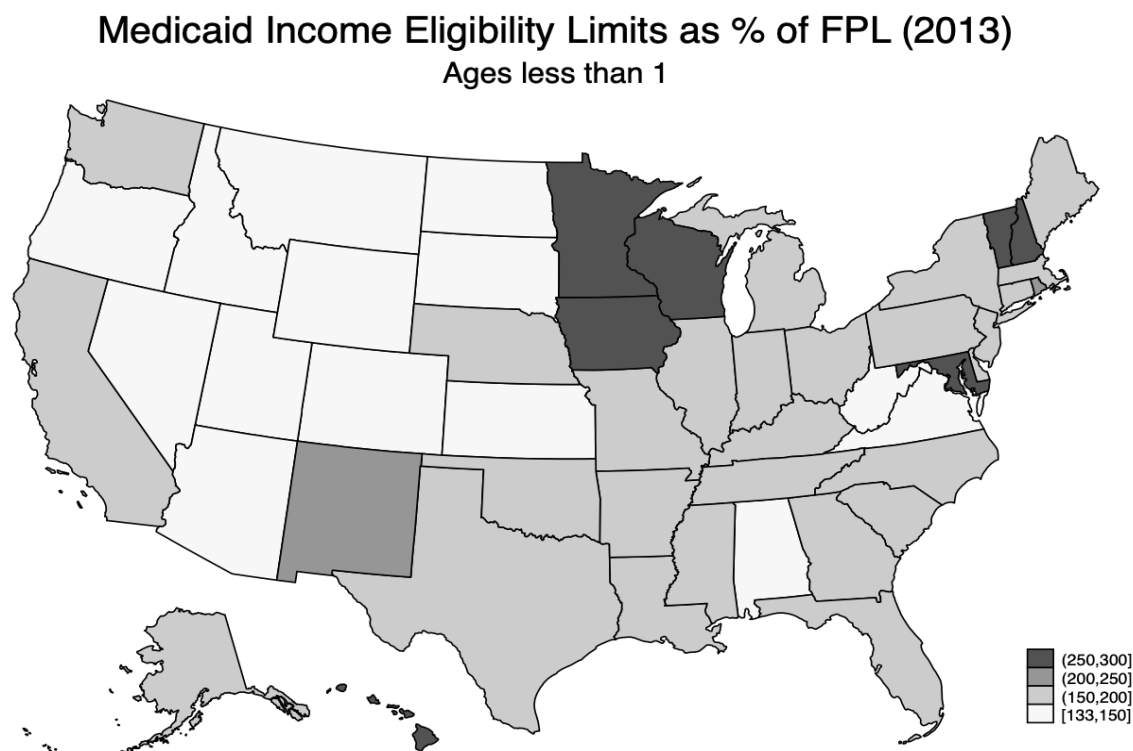 Medicaid Income Eligibility Limits as % of FPL (2013)
Ages less than 1
(250,300]
(200,250]
(150,200]
[133,150]